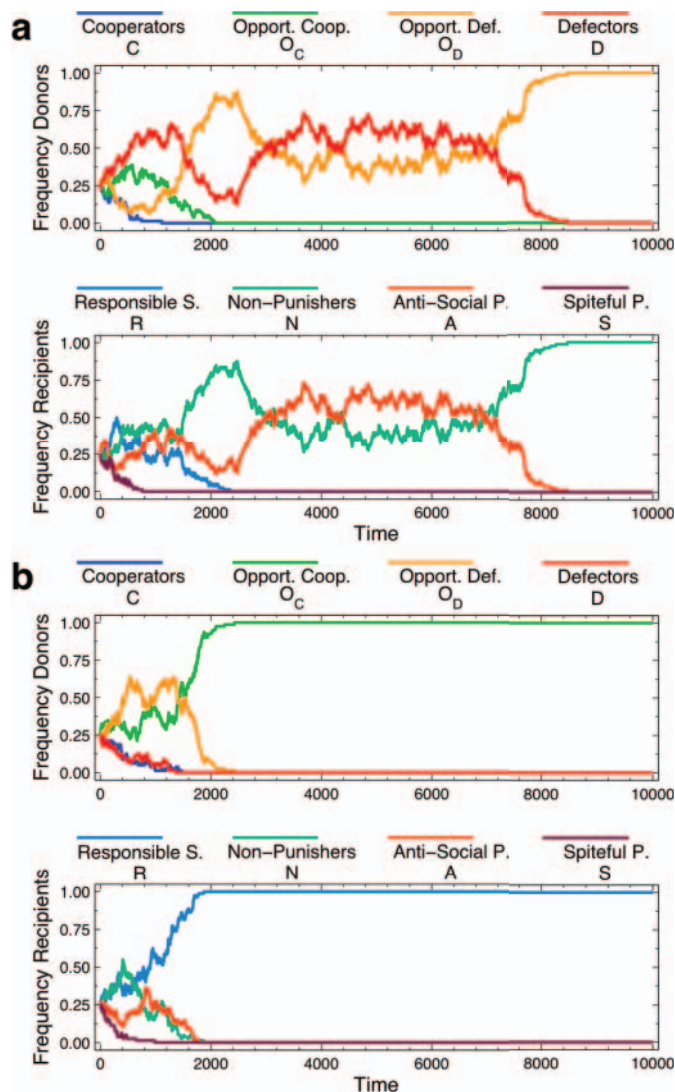 a
Cooperators Opport. Coop. Opport. Def. Defectors
C O_C O_D D
Frequency Donors
1.00
0.75
0.50
0.25
0.00
0 2000 4000 6000 8000 10000
Responsible S. Non-Punishers Anti-Social P. Spiteful P.
R N A S
Frequency Recipients
1.00
0.75
0.50
0.25
0.00
0 2000 4000 6000 8000 10000
Time
b
Cooperators Opport. Coop. Opport. Def. Defectors
C O_C O_D D
Frequency Donors
1.00
0.75
0.50
0.25
0.00
0 2000 4000 6000 8000 10000
Responsible S. Non-Punishers Anti-Social P. Spiteful P.
R N A S
Frequency Recipients
1.00
0.75
0.50
0.25
0.00
0 2000 4000 6000 8000 10000
Time